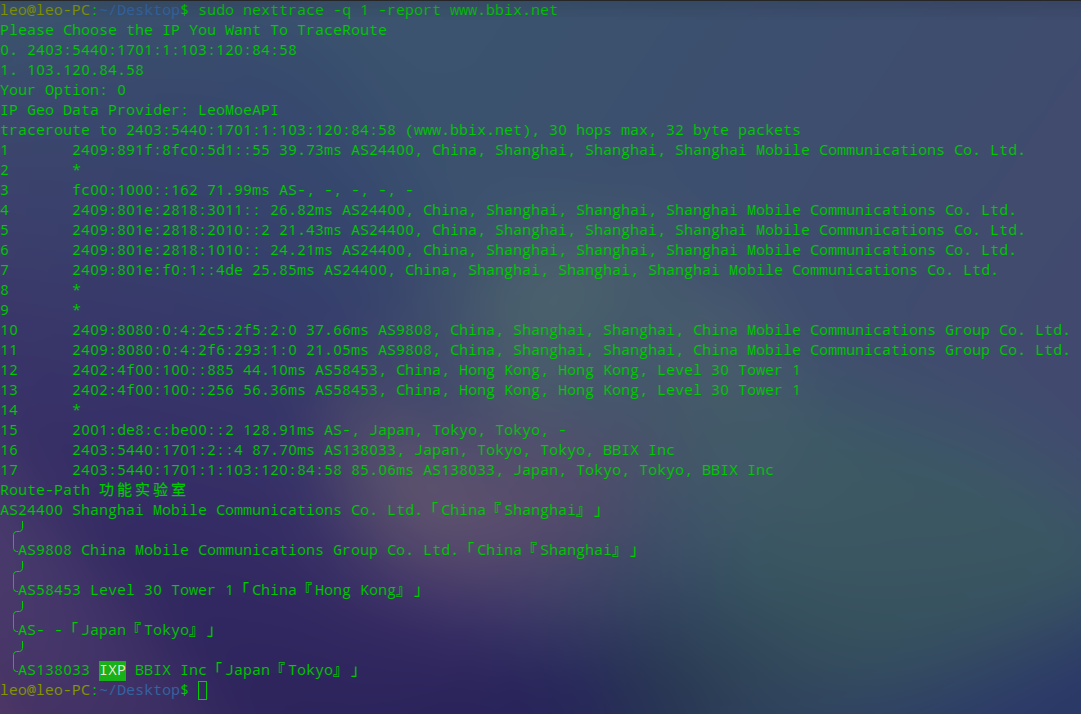 leo@leo-PC:~/Desktop$ sudo nexttrace -q 1 -report www.bbix.net
Please Choose the IP You Want To TraceRoute
0. 2403:5440:1701:1:103:120:84:58
1. 103.120.84.58
Your Option: 0
IP Geo Data Provider: LeoMoeAPI
traceroute to 2403:5440:1701:1:103:120:84:58 (www.bbix.net), 30 hops max, 32 byte packets
1       2409:891f:8fc0:5d1::55 39.73ms AS24400, China, Shanghai, Shanghai, Shanghai Mobile Communications Co. Ltd.
2       *
3       fc00:1000::162 71.99ms AS-, -, -, -, -
4       2409:801e:2818:3011:: 26.82ms AS24400, China, Shanghai, Shanghai, Shanghai Mobile Communications Co. Ltd.
5       2409:801e:2818:2010::2 21.43ms AS24400, China, Shanghai, Shanghai, Shanghai Mobile Communications Co. Ltd.
6       2409:801e:2818:1010:: 24.21ms AS24400, China, Shanghai, Shanghai, Shanghai Mobile Communications Co. Ltd.
7       2409:801e:f0:1::4de 25.85ms AS24400, China, Shanghai, Shanghai, Shanghai Mobile Communications Co. Ltd.
8       *
9       *
10      2409:8080:0:4:2c5:2f5:2:0 37.66ms AS9808, China, Shanghai, Shanghai, China Mobile Communications Group Co. Ltd.
11      2409:8080:0:4:2f6:293:1:0 21.05ms AS9808, China, Shanghai, Shanghai, China Mobile Communications Group Co. Ltd.
12      2402:4f00:100::885 44.10ms AS58453, China, Hong Kong, Hong Kong, Level 30 Tower 1
13      2402:4f00:100::256 56.36ms AS58453, China, Hong Kong, Hong Kong, Level 30 Tower 1
14      *
15      2001:de8:c:be00::2 128.91ms AS-, Japan, Tokyo, Tokyo, -
16      2403:5440:1701:2::4 87.70ms AS138033, Japan, Tokyo, Tokyo, BBIX Inc
17      2403:5440:1701:1:103:120:84:58 85.06ms AS138033, Japan, Tokyo, Tokyo, BBIX Inc
Route-Path 功能实验室
AS24400 Shanghai Mobile Communications Co. Ltd.「China『Shanghai』」
╭╯
╰AS9808 China Mobile Communications Group Co. Ltd.「China『Shanghai』」
╭╯
╰AS58453 Level 30 Tower 1「China『Hong Kong』」
╭╯
╰AS- -「Japan『Tokyo』」
╭╯
╰AS138033 IXP BBIX Inc「Japan『Tokyo』」
leo@leo-PC:~/Desktop$